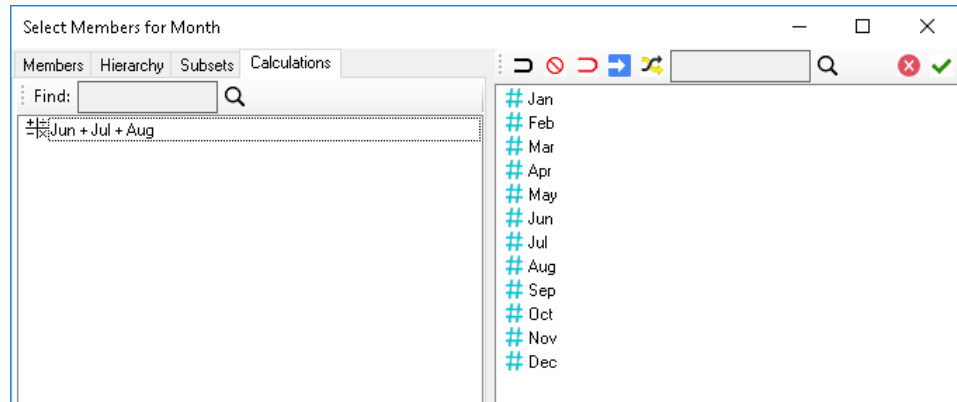 Select Members for Month
Members Hierarchy Subsets Calculations
Find:
Jun + Jul + Aug
Jan
Feb
Mar
Apr
May
Jun
Jul
Aug
Sep
Oct
Nov
Dec